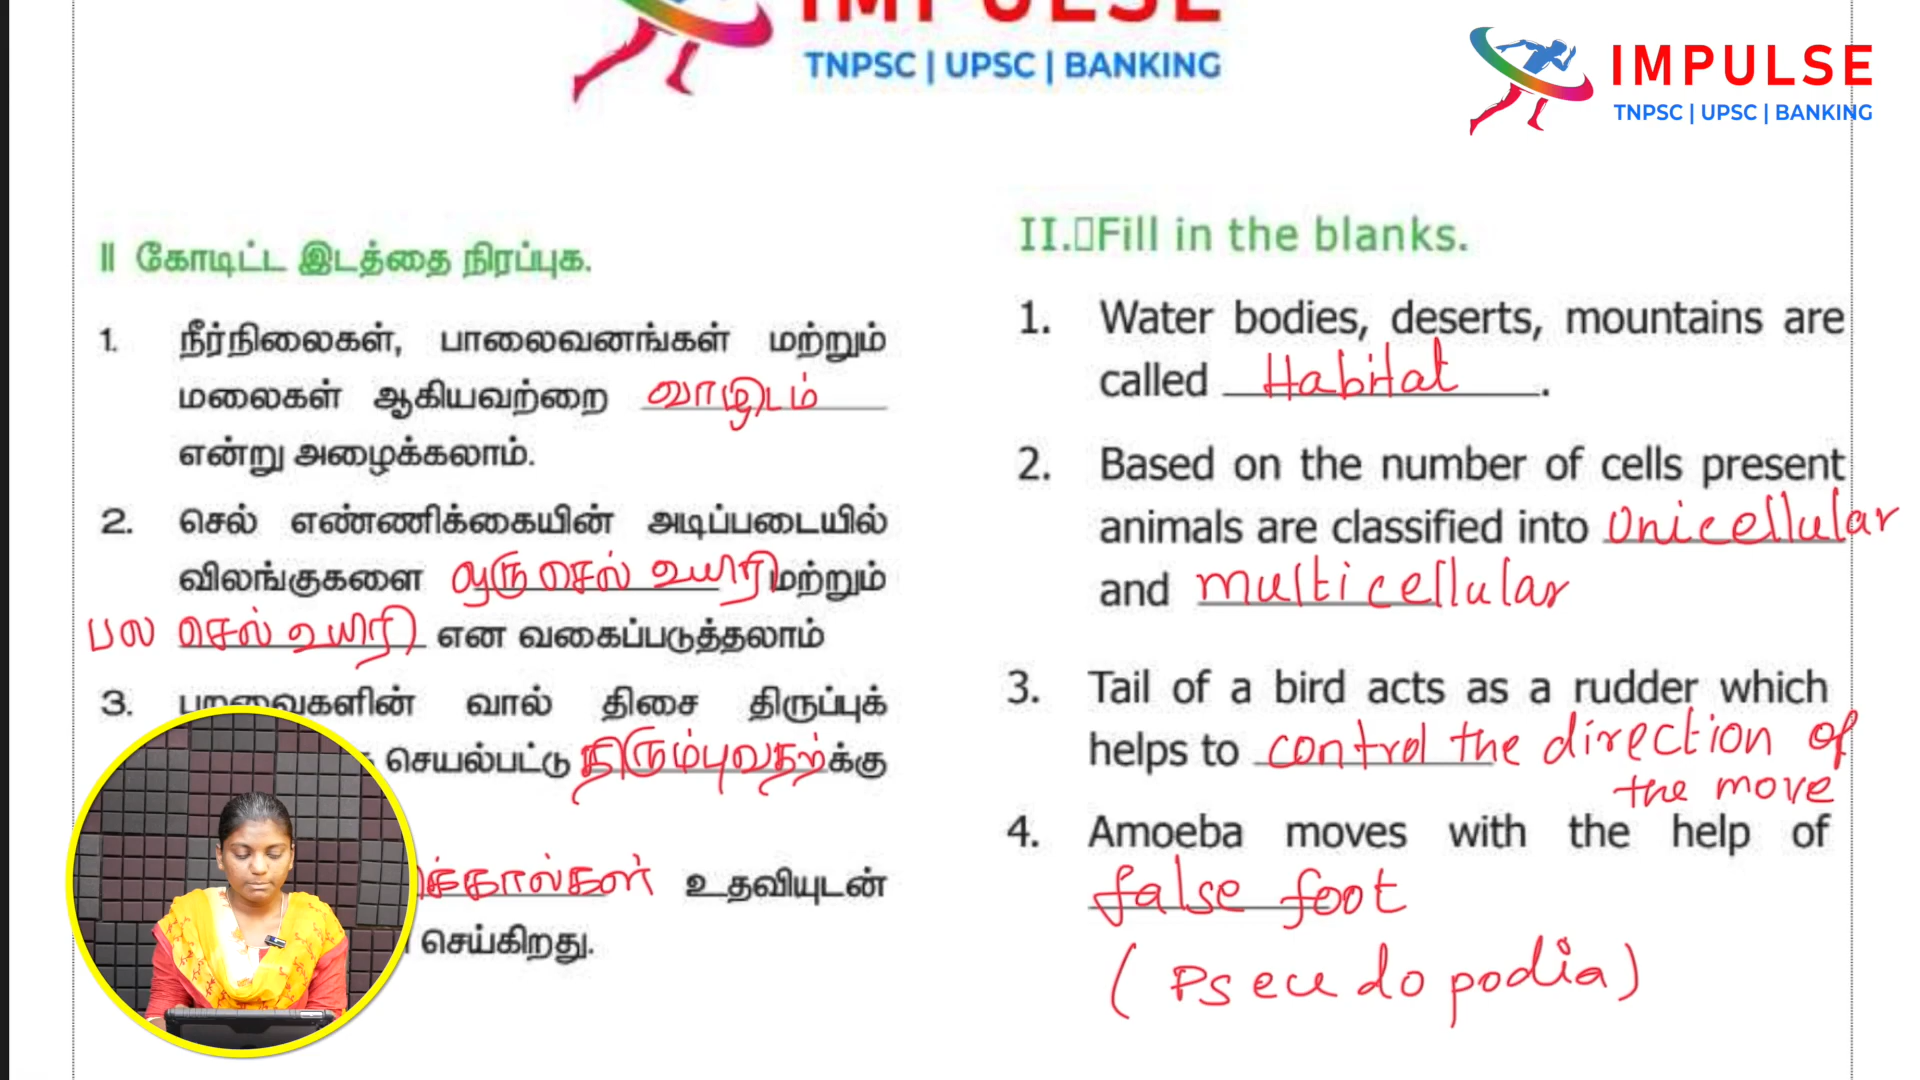 IMPULSE
TNPSC | UPSC | BANKING
IMPULSE
TNPSC | UPSC | BANKING
II கோடிட்ட இடத்தை நிரப்புக.
1. நீர்நிலைகள், பாலைவனங்கள் மற்றும்
மலைகள் ஆகியவற்றை வாழிடம்
என்று அழைக்கலாம்.
2. செல் எண்ணிக்கையின் அடிப்படையில்
விலங்குகளை ஒரு செல் உயிரி மற்றும்
பல செல் உயிரி என வகைப்படுத்தலாம்
3. பறவைகளின் வால் திசை திருப்புக்
செயல்பட்டு திரும்புவதற்க்கு
உதவியுடன்
செய்கிறது.
II. Fill in the blanks.
1. Water bodies, deserts, mountains are
called Habitat.
2. Based on the number of cells present
animals are classified into Unicellular
and multicellular
3. Tail of a bird acts as a rudder which
helps to control the direction of
the move
4. Amoeba moves with the help of
false foot
(Pseudopodia)